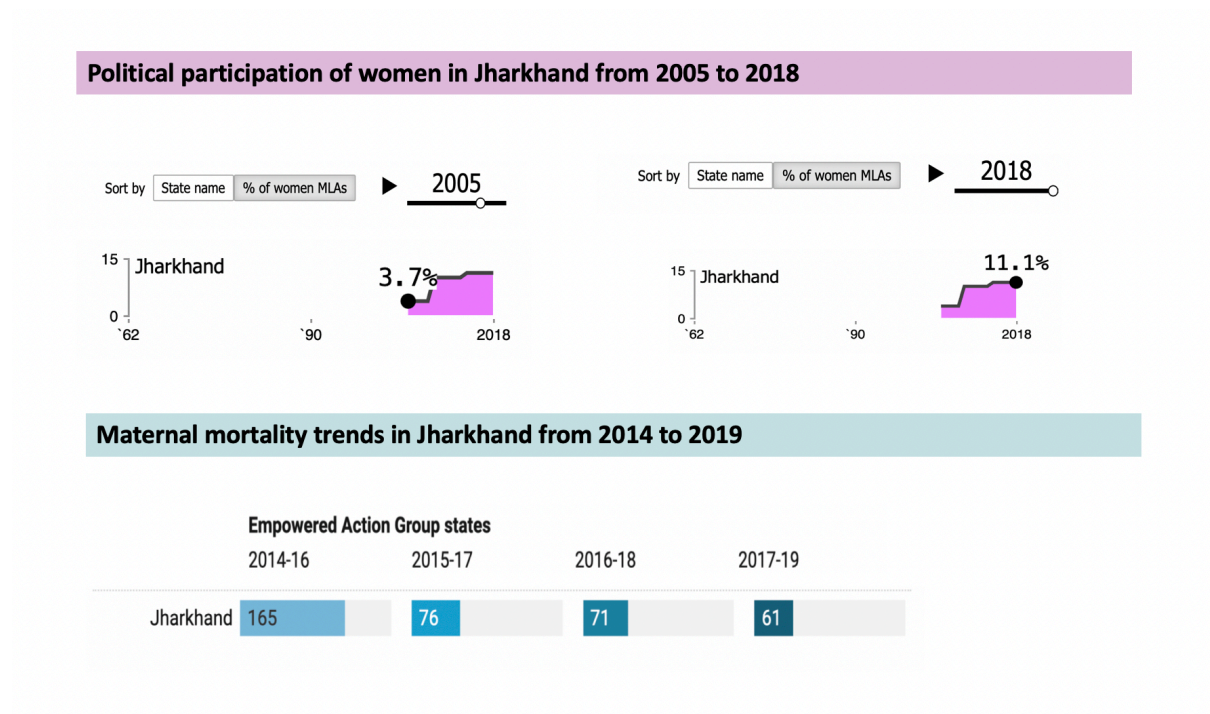 Political participation of women in Jharkhand from 2005 to 2018
Sort by State name % of women MLAs 2005
15 Jharkhand
3.7%
0
`62 `90 2018
Sort by State name % of women MLAs 2018
11.1%
15 Jharkhand
0
`62 `90 2018
Maternal mortality trends in Jharkhand from 2014 to 2019
Empowered Action Group states
2014-16 2015-17 2016-18 2017-19
Jharkhand 165 76 71 61